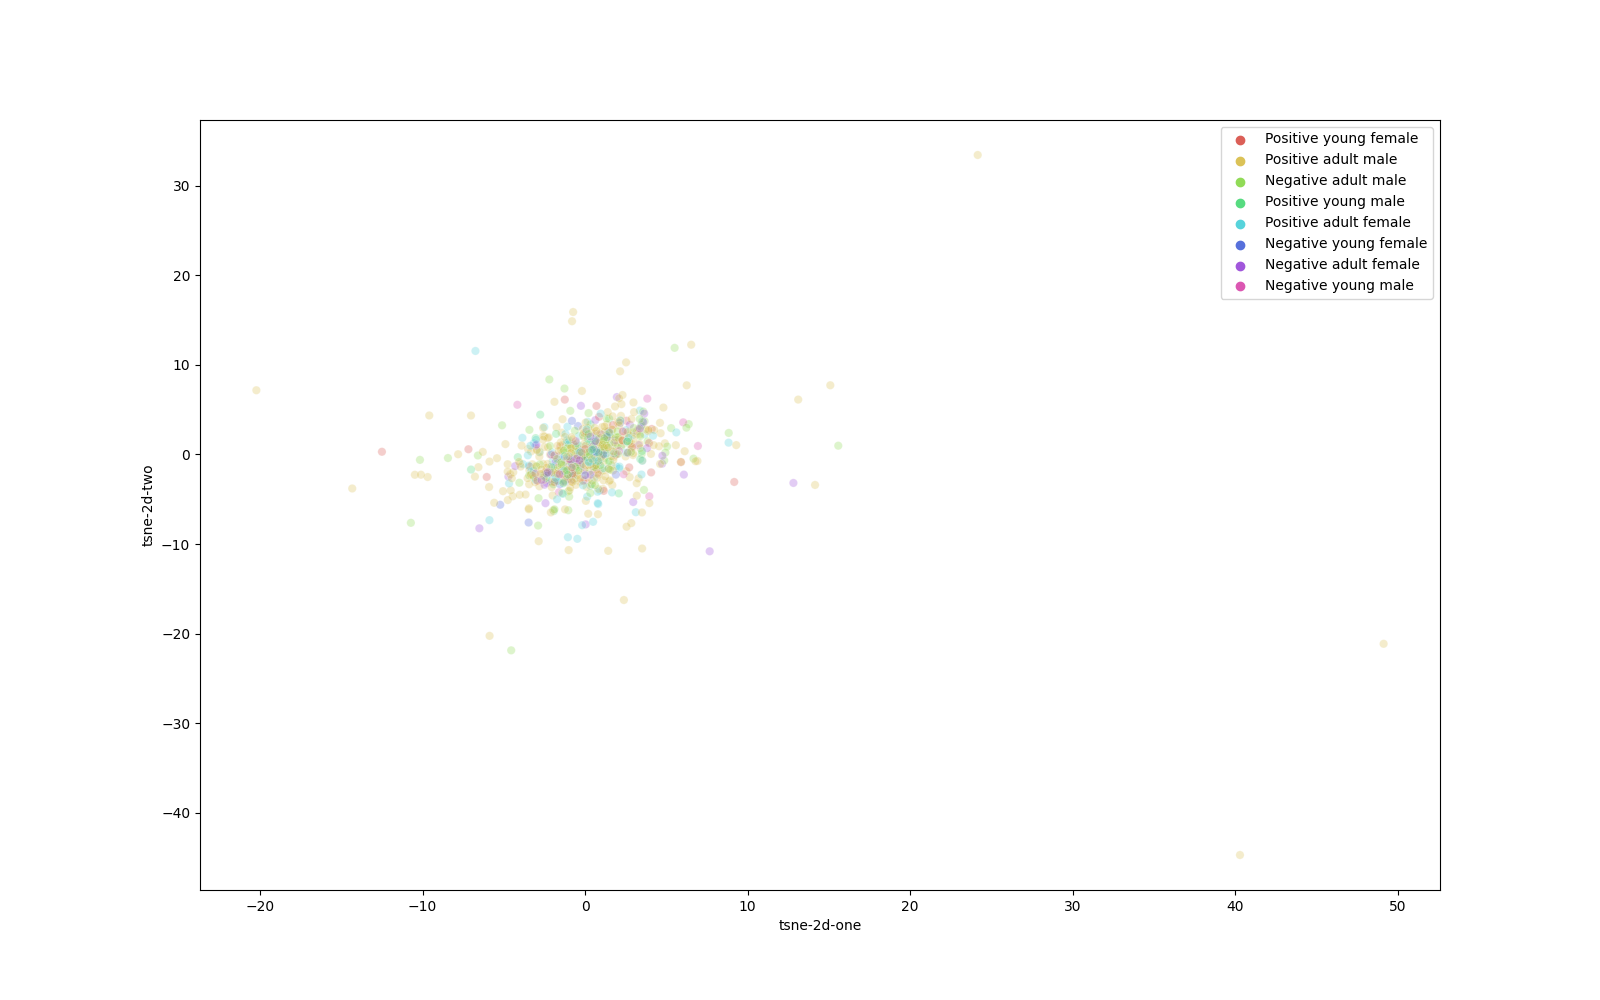 Positive young female
Positive adult male
Negative adult male
Positive young male
Positive adult female
Negative young female
Negative adult female
Negative young male
30
20
10
0
−10
−20
−30
−40
tsne-2d-two
−20
−10
0
10
20
30
40
50
tsne-2d-one